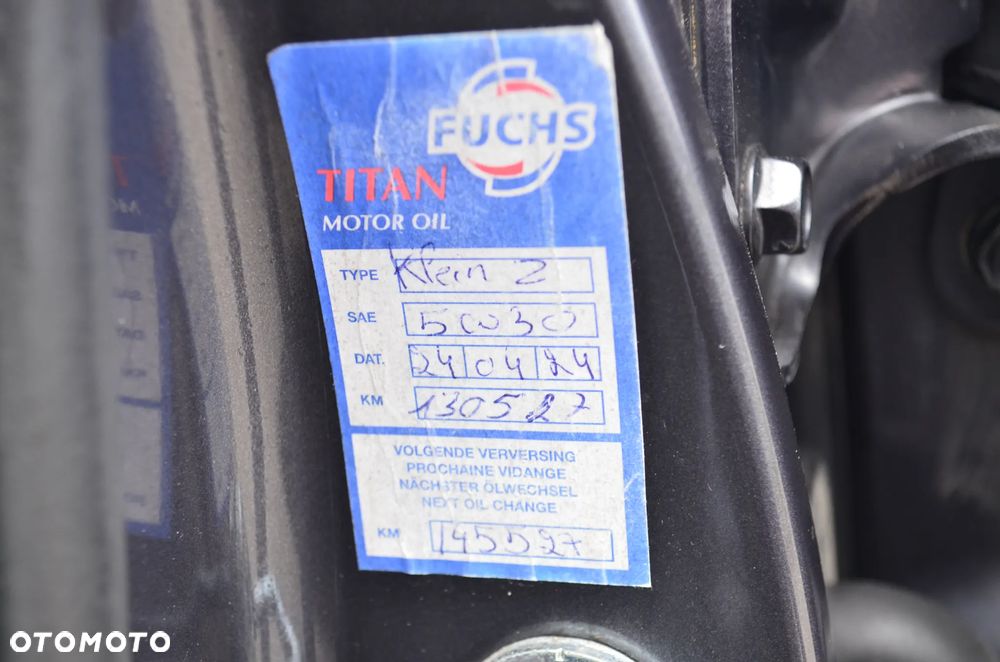 FUCHS
TITAN
MOTOR OIL
TYPE Klein 2
SAE 5W30
DAT. 24 04 24
KM 130527
VOLGENDE VERVERSING
PROCHAINE VIDANGE
NÄCHSTER ÖLWECHSEL
NEXT OIL CHANGE
KM 145527
OTOMOTO